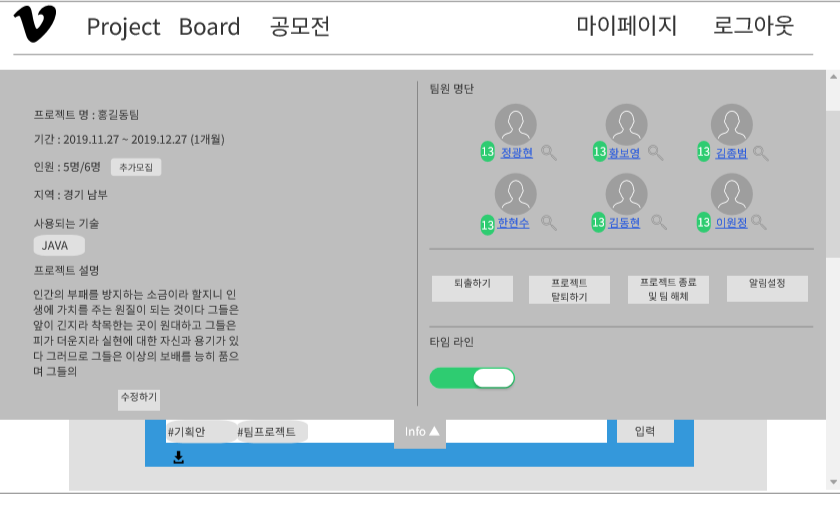 Project Board 공모전 마이페이지 로그아웃
프로젝트 명 : 홍길동팀
기간 : 2019.11.27 ~ 2019.12.27 (1개월)
인원 : 5명/6명 추가모집
지역 : 경기 남부
사용되는 기술
JAVA
프로젝트 설명
인간의 부패를 방지하는 소금이라 할지니 인
생에 가치를 주는 원질이 되는 것이다 그들은
앞이 긴지라 착목한는 곳이 원대하고 그들은
피가 더운지라 실현에 대한 자신과 용기가 있
다 그러므로 그들은 이상의 보배를 능히 품으
며 그들의
수정하기
팀원 명단
13 정광현 13 황보영 13 김종범
13 한현수 13 김동현 13 이원정
퇴출하기
프로젝트
탈퇴하기
프로젝트 종료
및 팀 해체
알림설정
타임 라인
#기획안 #팀프로젝트 Info 입력